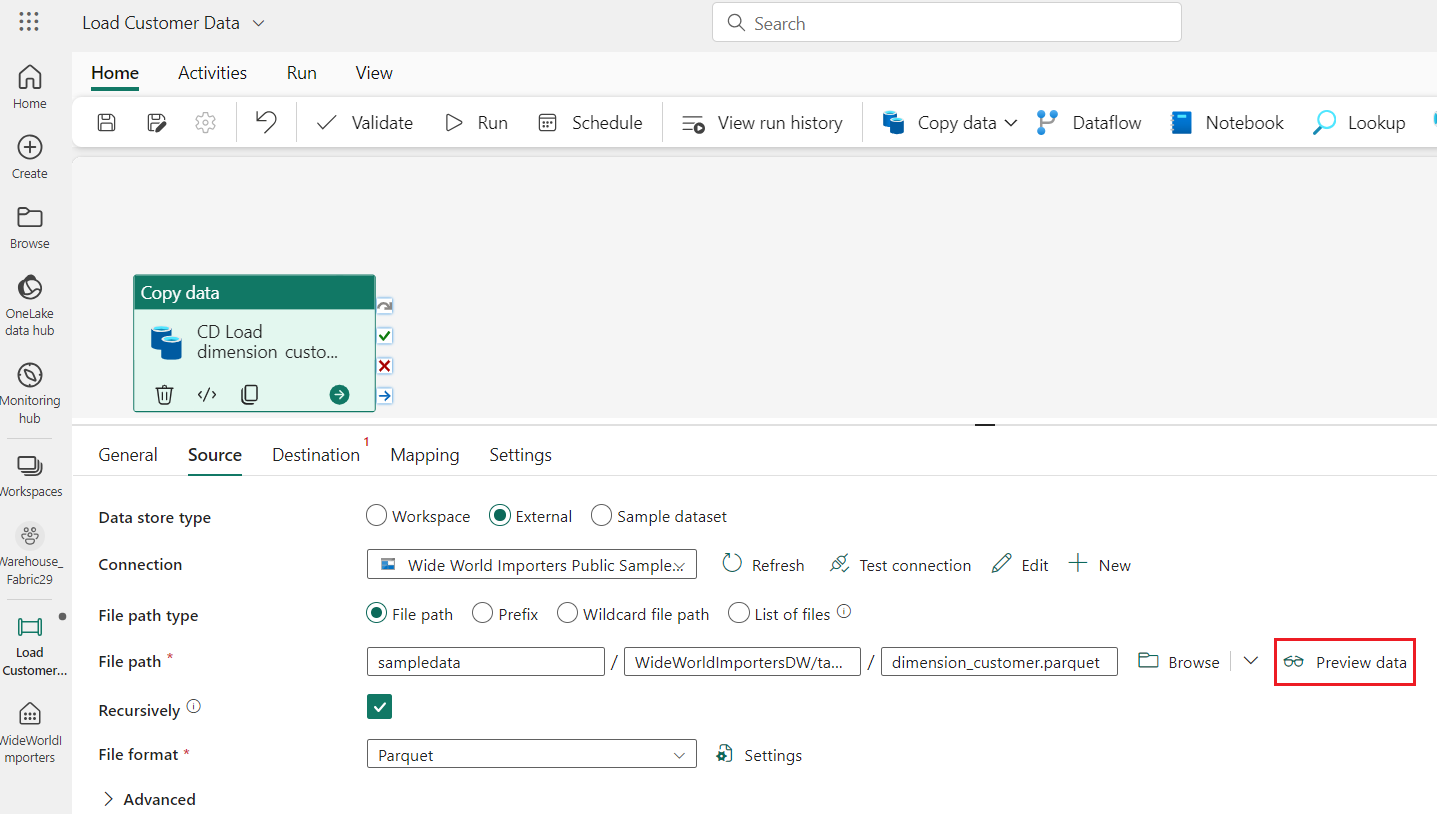 Load Customer Data
Search
Home
Activities
Run
View
Validate
Run
Schedule
View run history
Copy data
Dataflow
Notebook
Lookup
Home
Create
Browse
OneLake
data hub
Monitoring
hub
Workspaces
Warehouse_
Fabric29
Load
Customer...
WideWorldI
mporters
Copy data
CD Load
dimension custo...
General
Source
Destination 1
Mapping
Settings
Data store type
Workspace
External
Sample dataset
Connection
Wide World Importers Public Sample...
Refresh
Test connection
Edit
New
File path type
File path
Prefix
Wildcard file path
List of files
File path *
sampledata / WideWorldImportersDW/ta... / dimension_customer.parquet
Browse
Preview data
Recursively
File format *
Parquet
Settings
Advanced